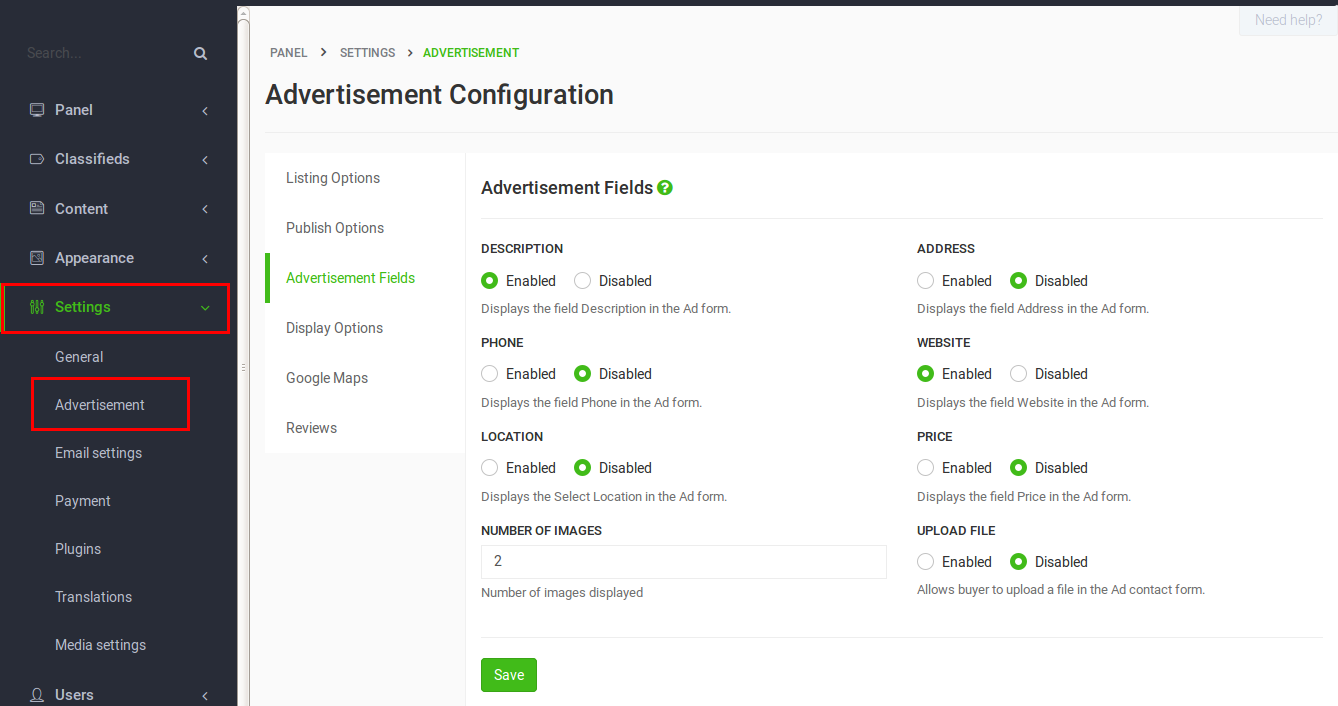 Search...
Panel
Classifieds
Content
Appearance
Settings
General
Advertisement
Email settings
Payment
Plugins
Translations
Media settings
Users
Need help?
PANEL > SETTINGS > ADVERTISEMENT
Advertisement Configuration
Listing Options
Publish Options
Advertisement Fields
Display Options
Google Maps
Reviews
Advertisement Fields ?
DESCRIPTION
Enabled Disabled
Displays the field Description in the Ad form.
ADDRESS
Enabled Disabled
Displays the field Address in the Ad form.
PHONE
Enabled Disabled
Displays the field Phone in the Ad form.
WEBSITE
Enabled Disabled
Displays the field Website in the Ad form.
LOCATION
Enabled Disabled
Displays the Select Location in the Ad form.
PRICE
Enabled Disabled
Displays the field Price in the Ad form.
NUMBER OF IMAGES
2
Number of images displayed
UPLOAD FILE
Enabled Disabled
Allows buyer to upload a file in the Ad contact form.
Save